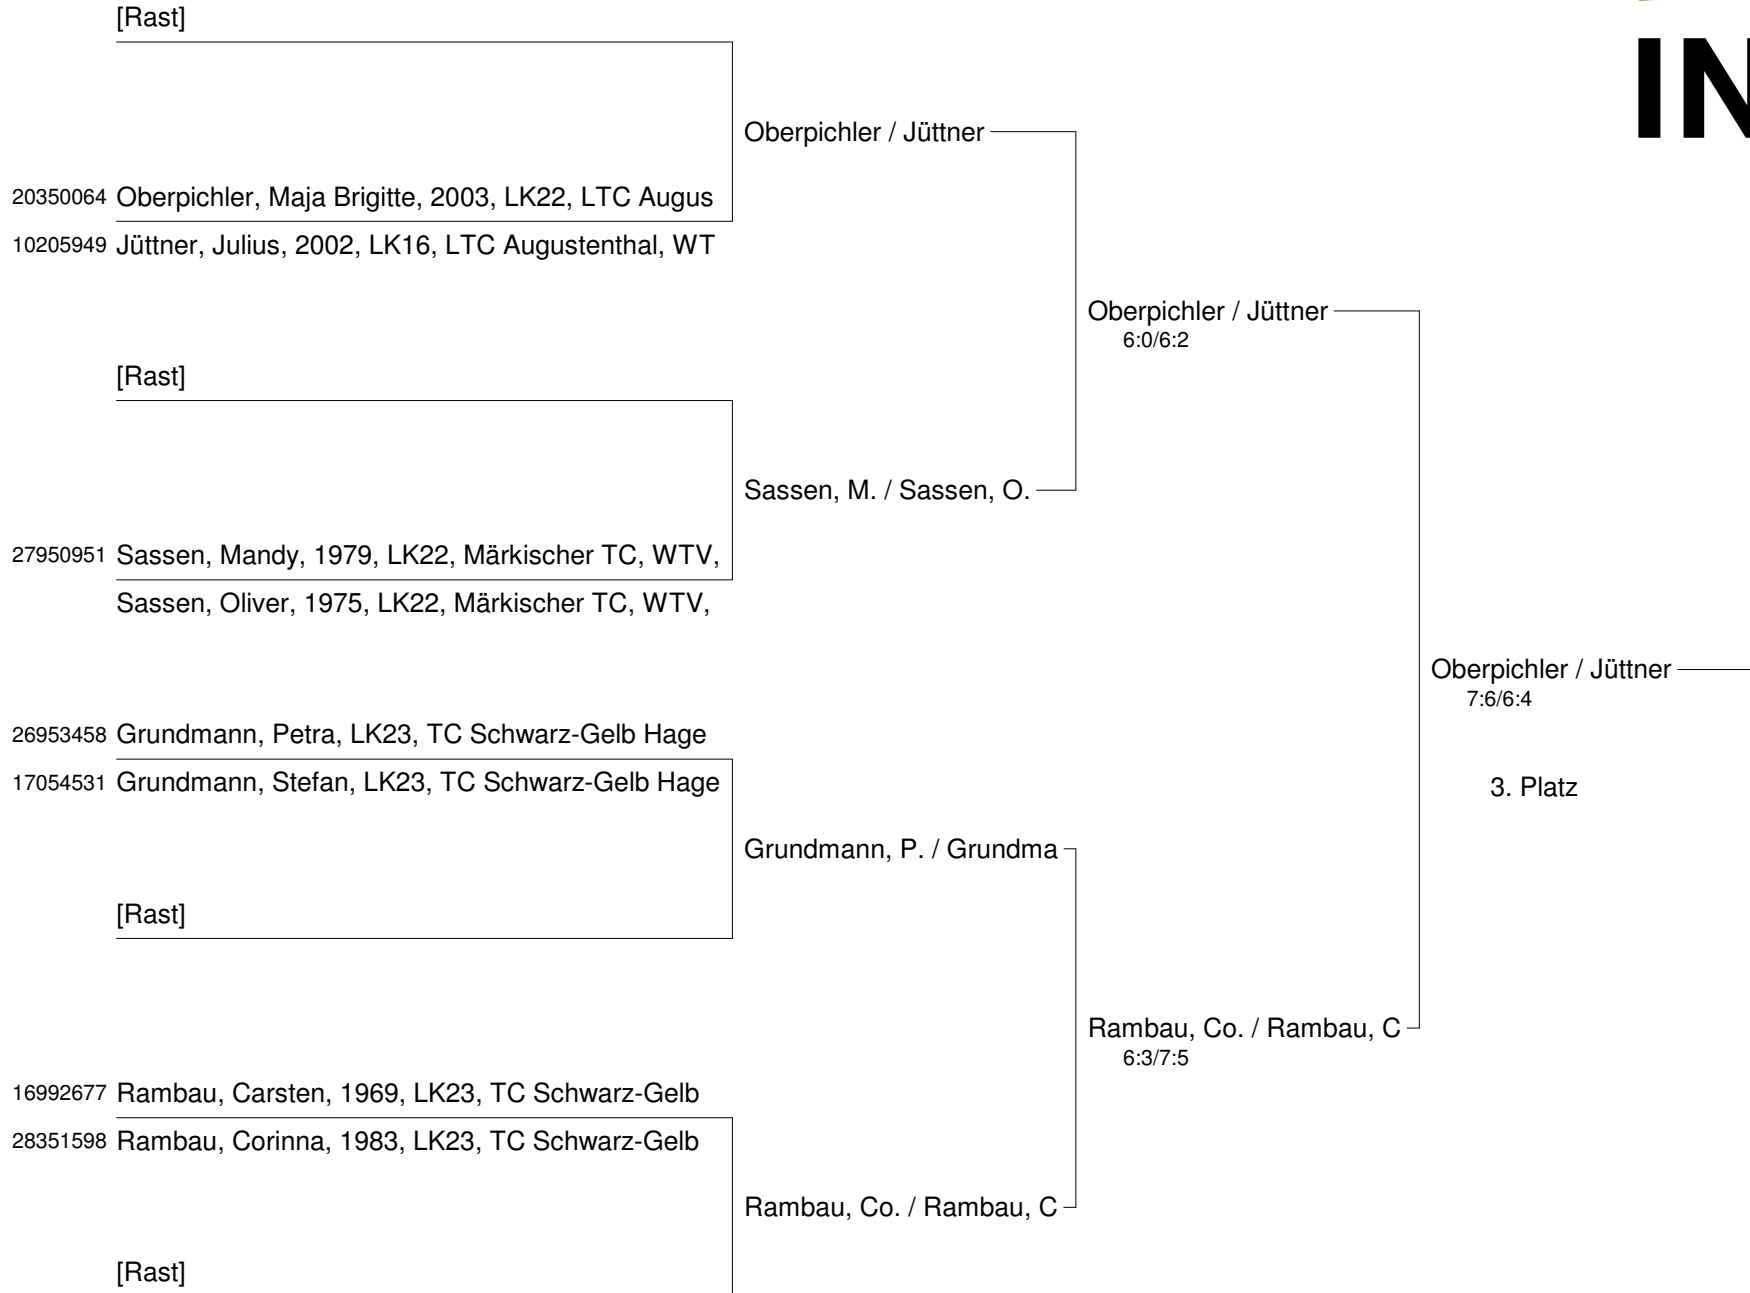 [Rast]
IN
Oberpichler / Jüttner
20350064 Oberpichler, Maja Brigitte, 2003, LK22, LTC Augus
10205949 Jüttner, Julius, 2002, LK16, LTC Augustenthal, WT
Oberpichler / Jüttner
6:0/6:2
[Rast]
Sassen, M. / Sassen, O.
27950951 Sassen, Mandy, 1979, LK22, Märkischer TC, WTV,
Sassen, Oliver, 1975, LK22, Märkischer TC, WTV,
Oberpichler / Jüttner
7:6/6:4
26953458 Grundmann, Petra, LK23, TC Schwarz-Gelb Hage
17054531 Grundmann, Stefan, LK23, TC Schwarz-Gelb Hage
3. Platz
Grundmann, P. / Grundma
[Rast]
Rambau, Co. / Rambau, C
6:3/7:5
16992677 Rambau, Carsten, 1969, LK23, TC Schwarz-Gelb
28351598 Rambau, Corinna, 1983, LK23, TC Schwarz-Gelb
Rambau, Co. / Rambau, C
[Rast]